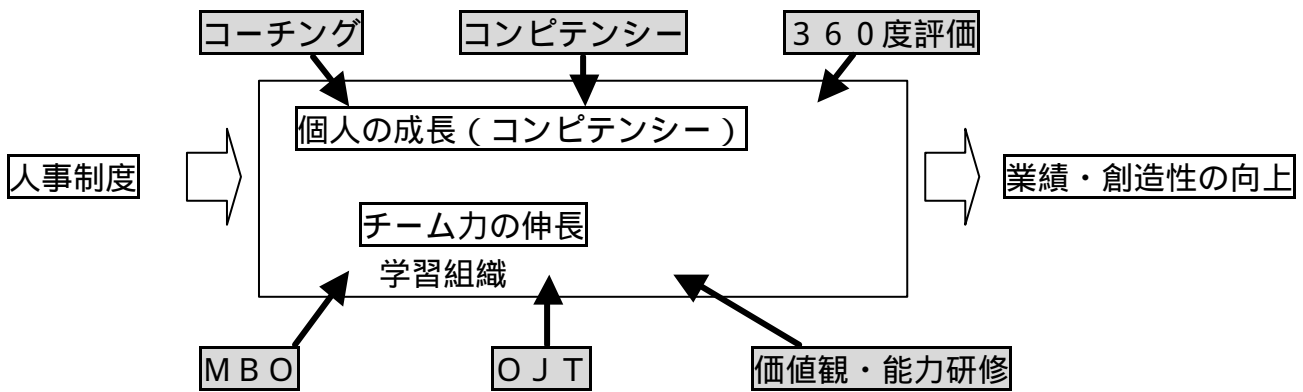 コーチング
コンピテンシー
３６０度評価
個人の成長（コンピテンシー）
人事制度
業績・創造性の向上
チーム力の伸長
学習組織
ＭＢＯ
ＯＪＴ
価値観・能力研修